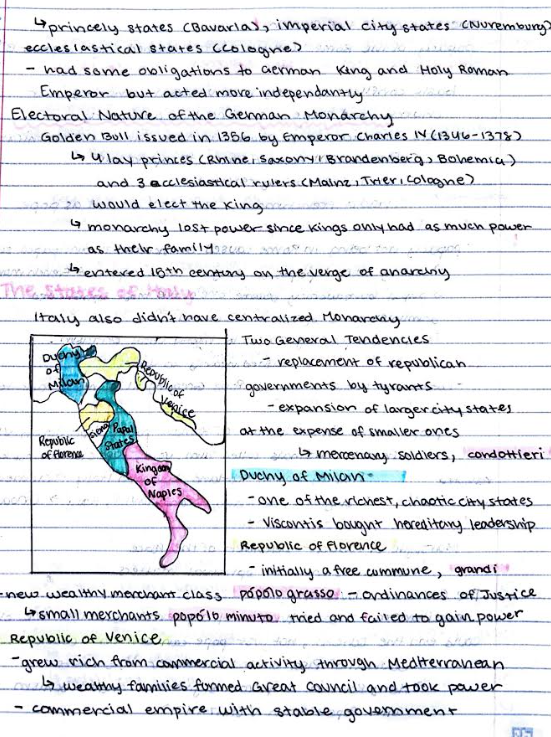 ↳princely states (Bavaria), imperial city states (Nuremburg)
ecclesiastical states (Cologne)
- had some obligations to German King and Holy Roman
Emperor but acted more independantly
Electoral Nature of the German Monarchy
Golden Bull issued in 1356 by Emperor Charles IV (1346-1378)
↳ 4 lay princes (Rhine, Saxony, Brandenberg, Bohemia)
and 3 ecclesiastical rulers (Mainz, Trier, Cologne)
would elect the king
↳ monarchy lost power since kings only had as much power
as their family
↳ entered 15th century on the verge of anarchy
The States of Italy
Italy also didn't have centralized Monarchy
Duchy
of
Milan
Republic of
Venice
Republic
of Florence
Siena
Papal
States
Kingdom
of
Naples
Two General Tendencies
- replacement of republican
governments by tyrants
- expansion of larger city states
at the expense of smaller ones
↳ mercenary soldiers, condottieri
Duchy of Milan
- one of the richest, chaotic city states
- Viscontis bought hereditary leadership
Republic of Florence
- initially a free commune, grandi
-new wealthy merchant class pópólo grasso - Ordinances of Justice
↳small merchants popólo minuto tried and failed to gain power
Republic of Venice
-grew rich from commercial activity through Mediterranean
↳ wealthy families formed Great Council and took power
- commercial empire with stable government